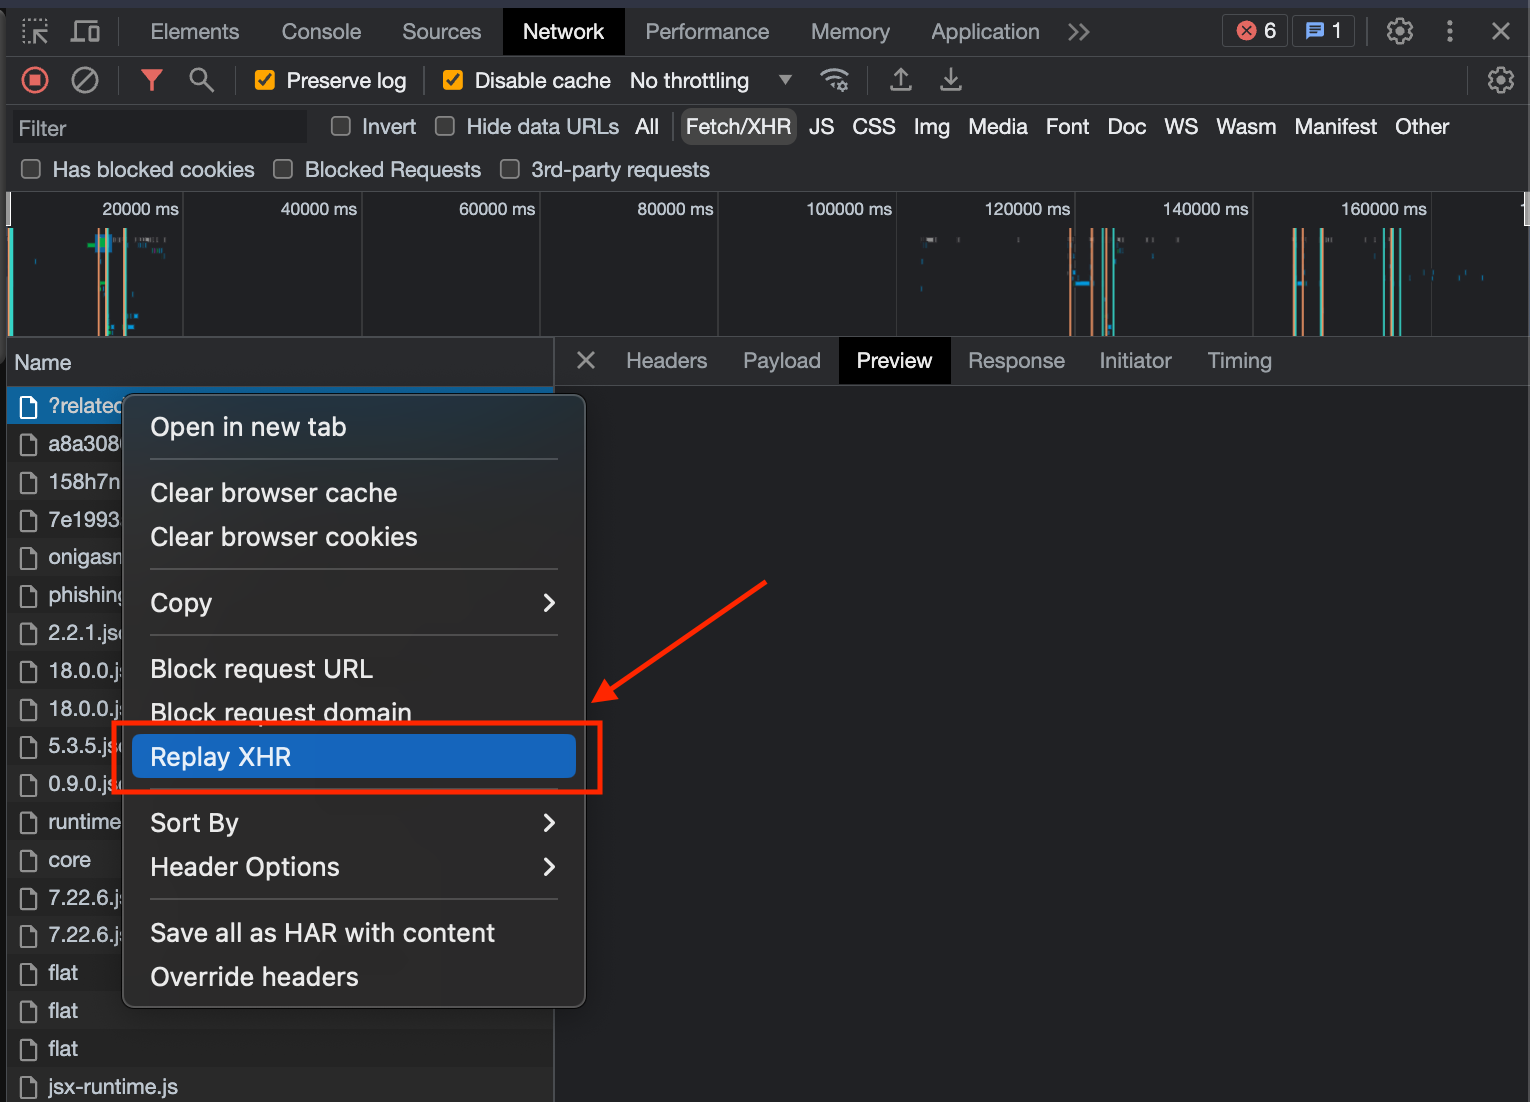 Elements Console Sources Network Performance Memory Application 6 1
Preserve log Disable cache No throttling
Filter Invert Hide data URLs All Fetch/XHR JS CSS Img Media Font Doc WS Wasm Manifest Other
Has blocked cookies Blocked Requests 3rd-party requests
20000 ms 40000 ms 60000 ms 80000 ms 100000 ms 120000 ms 140000 ms 160000 ms
Name
Headers Payload Preview Response Initiator Timing
?related
a8a308
158h7n
7e1993
onigasm
phishing
2.2.1.js
18.0.0.js
18.0.0.js
5.3.5.js
0.9.0.js
runtime
core
7.22.6.js
7.22.6.js
flat
flat
flat
jsx-runtime.js
Open in new tab
Clear browser cache
Clear browser cookies
Copy
Block request URL
Block request domain
Replay XHR
Sort By
Header Options
Save all as HAR with content
Override headers